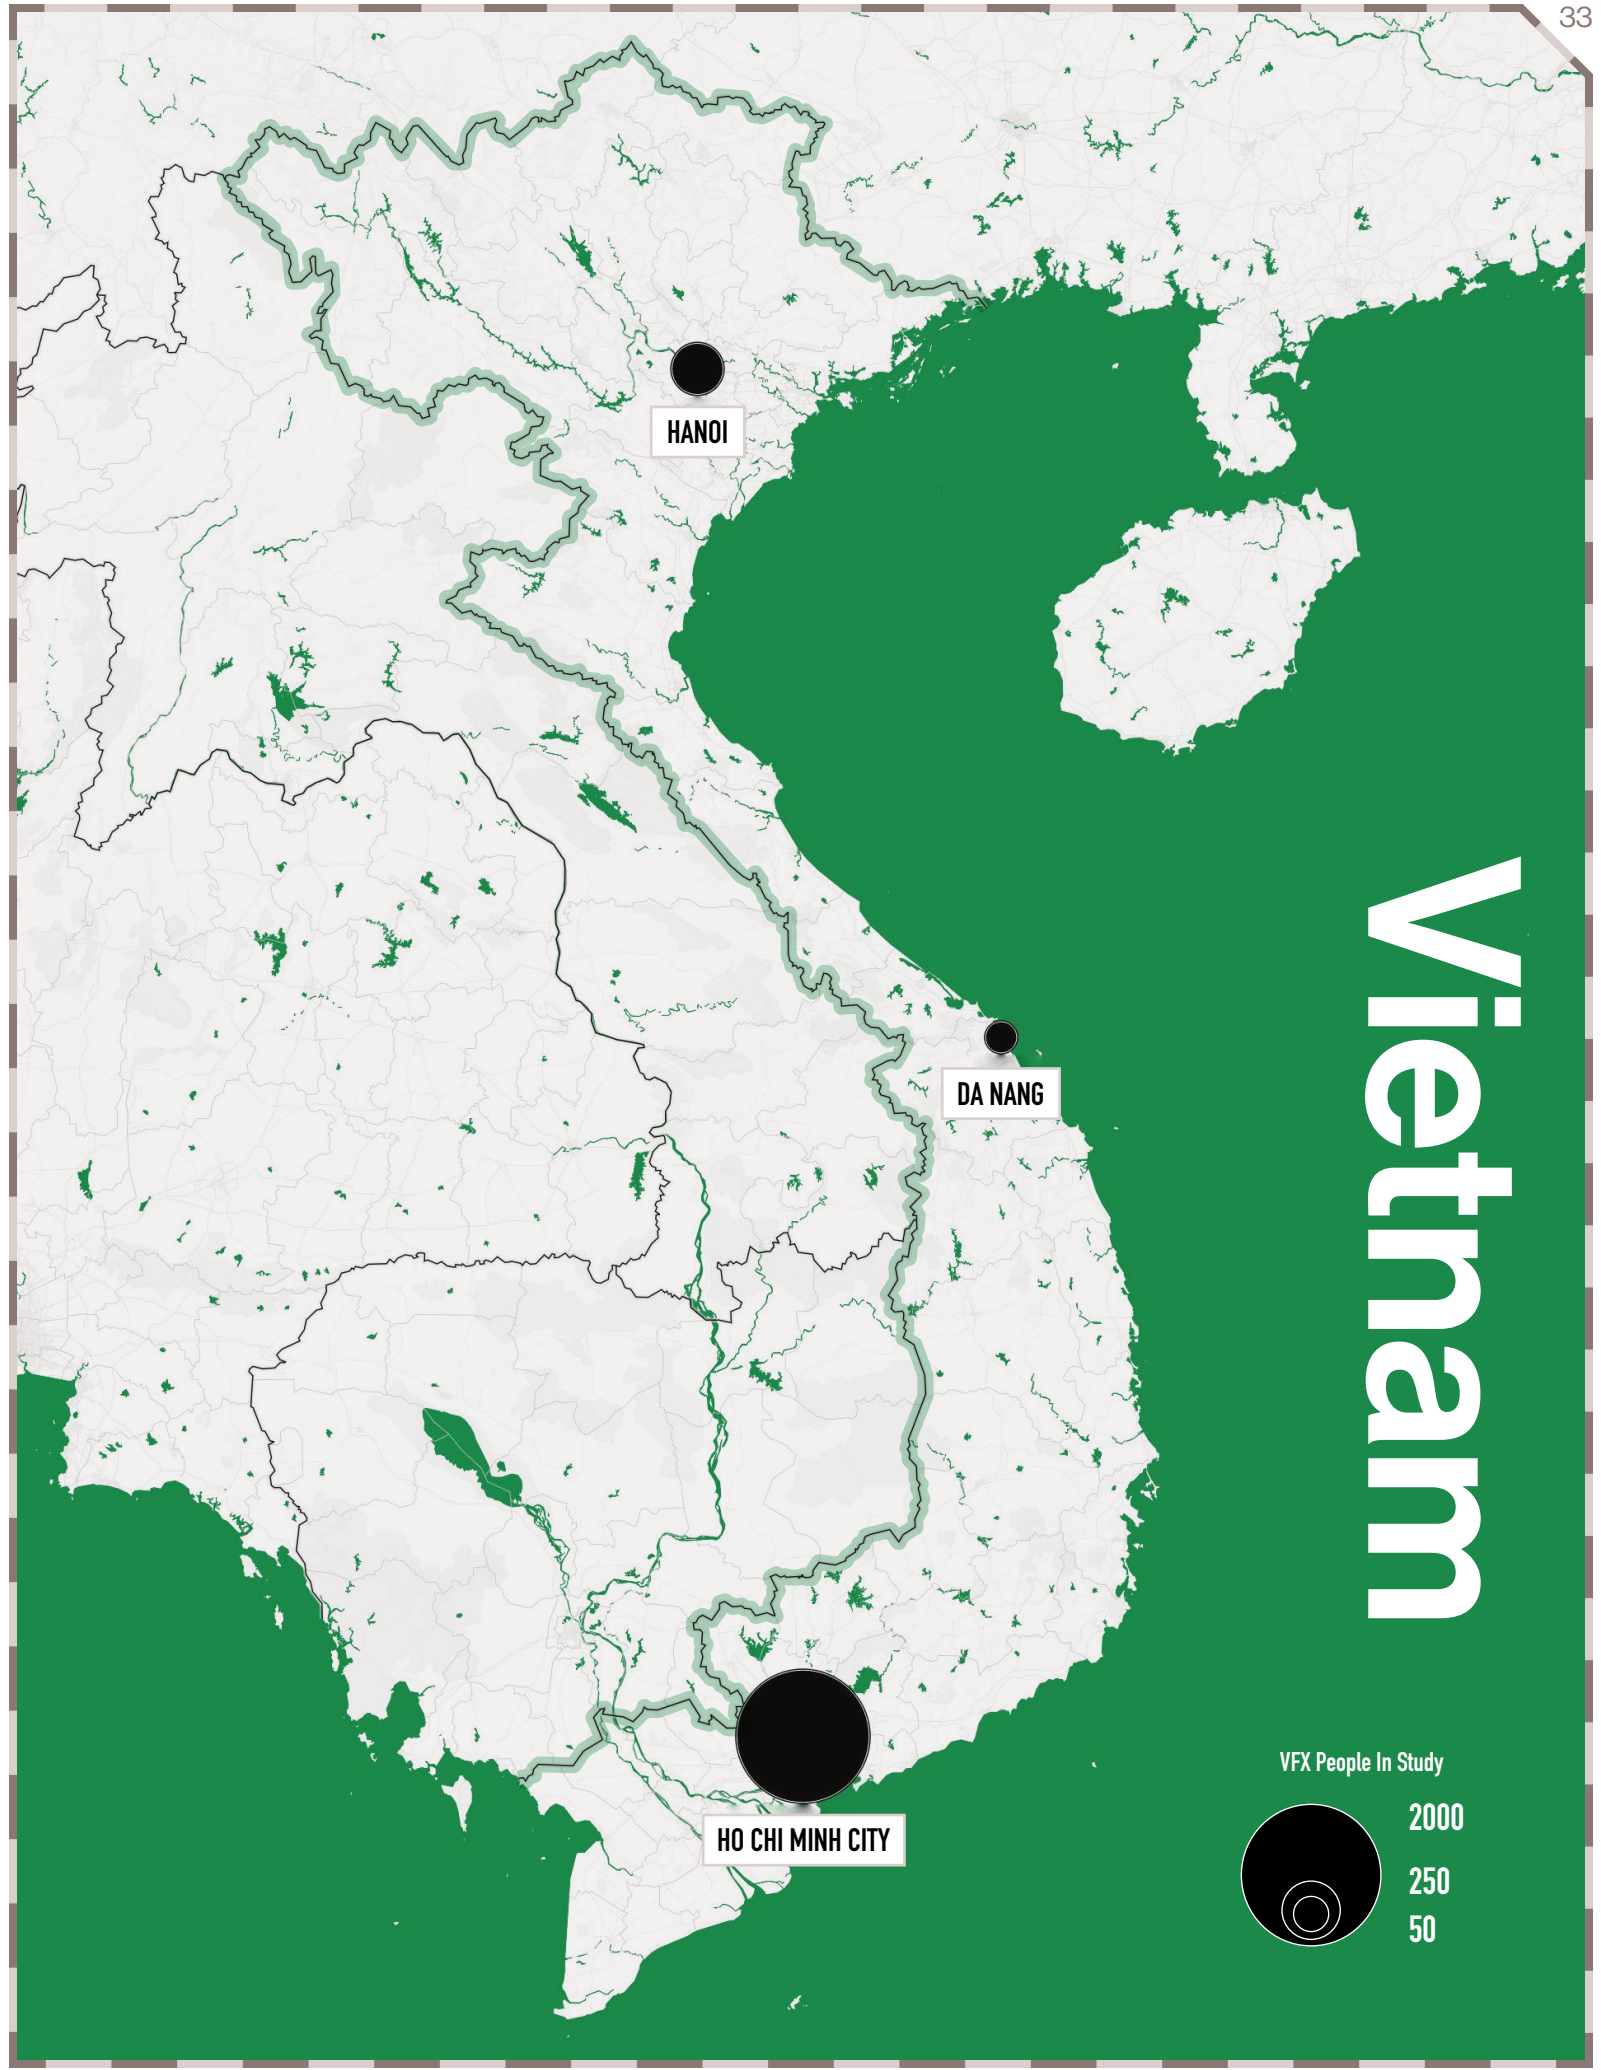 33
HANOI
DA NANG
Vietnam
HO CHI MINH CITY
VFX People In Study
2000
250
50